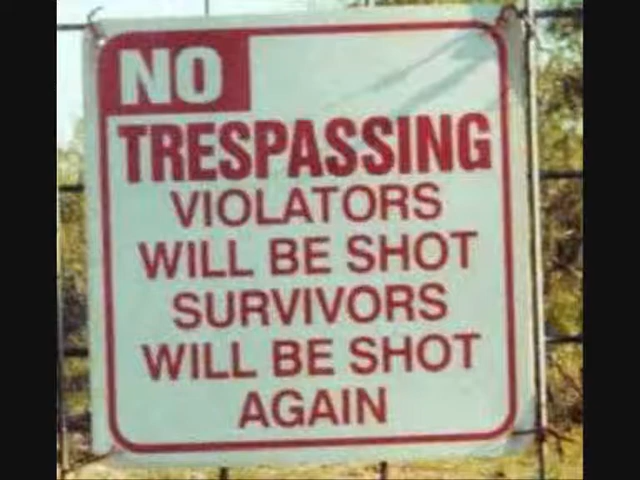 NO
TRESPASSING
VIOLATORS
WILL BE SHOT
SURVIVORS
WILL BE SHOT
AGAIN